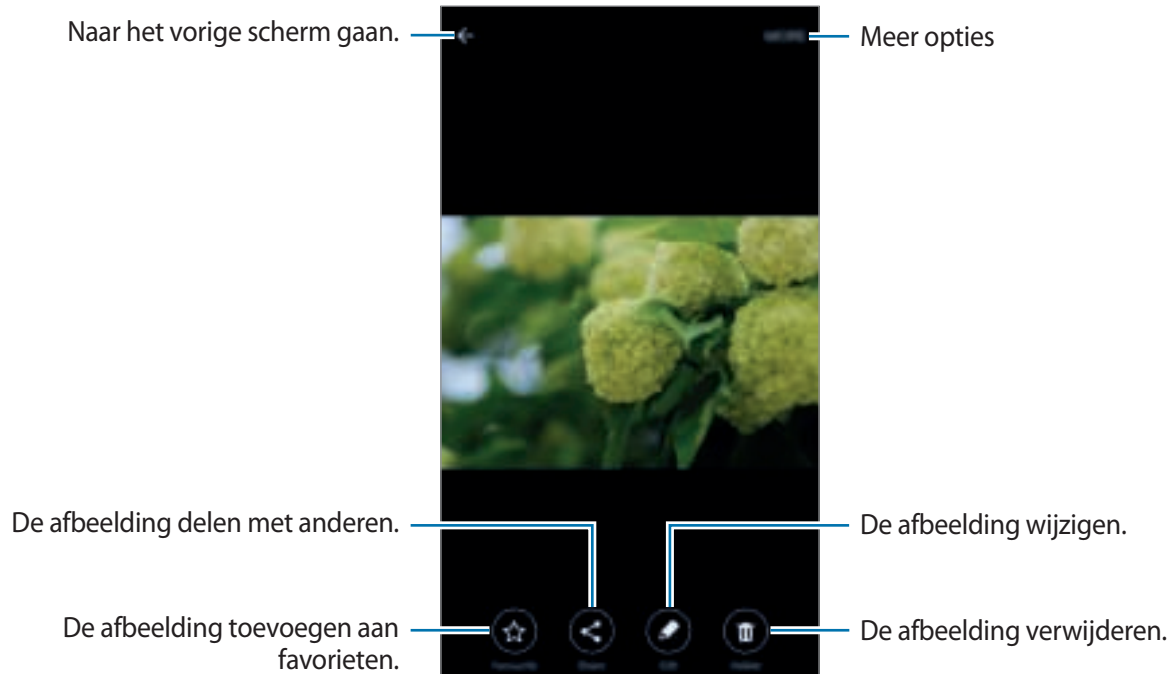 Naar het vorige scherm gaan.
Meer opties
De afbeelding delen met anderen.
De afbeelding wijzigen.
De afbeelding toevoegen aan
favorieten.
De afbeelding verwijderen.